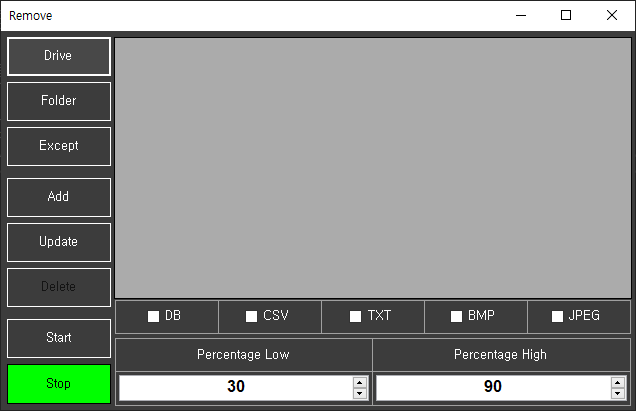 Remove
Drive
Folder
Except
Add
Update
Delete
Start
Stop
DB
CSV
TXT
BMP
JPEG
Percentage Low
Percentage High
30
90